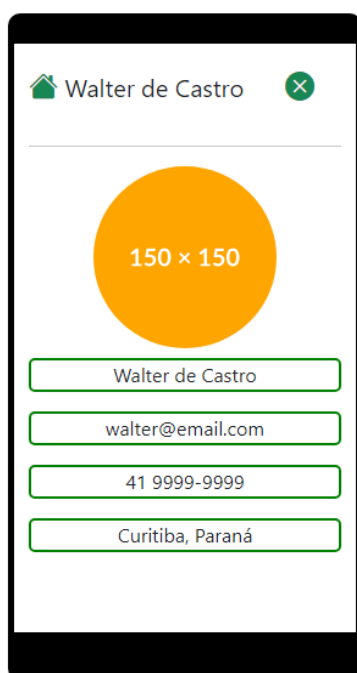 Walter de Castro
150 × 150
Walter de Castro
walter@email.com
41 9999-9999
Curitiba, Paraná